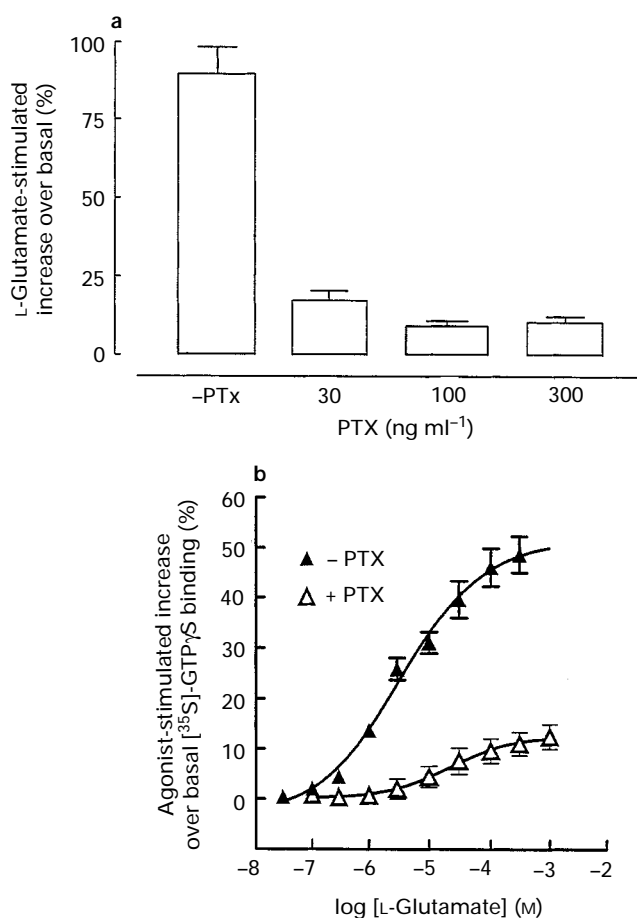 a
L-Glutamate-stimulated
increase over basal (%)
100
75
50
25
0
–PTx
30
100
300
PTX (ng ml⁻¹)
b
Agonist-stimulated increase
over basal [³⁵S]-GTPγS binding (%)
60
50
40
30
20
10
0
– PTX
+ PTX
–8
–7
–6
–5
–4
–3
–2
log [L-Glutamate] (M)